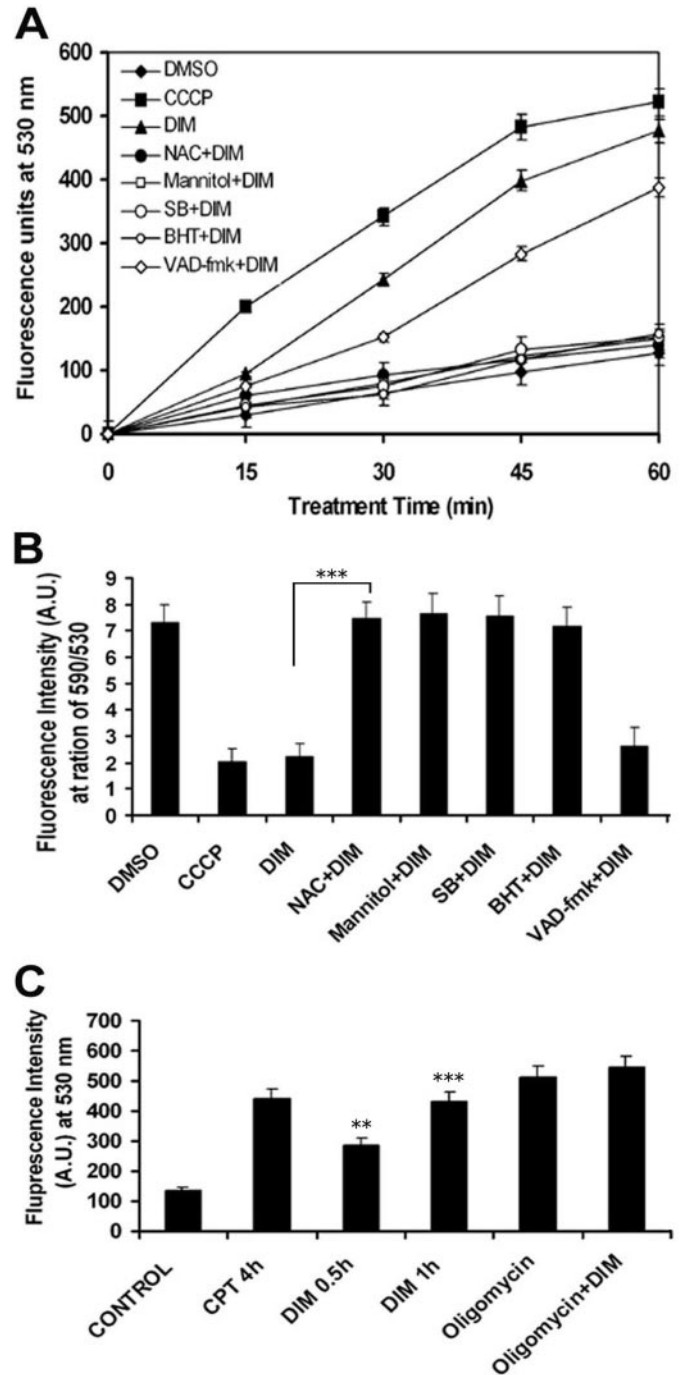 A
600
500
400
300
200
100
0
Fluorescence units at 530 nm
DMSO
CCCP
DIM
NAC+DIM
Mannitol+DIM
SB+DIM
BHT+DIM
VAD-fmk+DIM
0 15 30 45 60
Treatment Time (min)
B
Fluorescence Intensity (A.U.)
at ration of 590/530
9
8
7
6
5
4
3
2
1
0
***
DMSO
CCCP
DIM
NAC+DIM
Mannitol+DIM
SB+DIM
BHT+DIM
VAD-fmk+DIM
C
Fluprescence Intensity
(A.U.) at 530 nm
700
600
500
400
300
200
100
0
**
***
CONTROL
CPT 4h
DIM 0.5h
DIM 1h
Oligomycin
Oligomycin+DIM